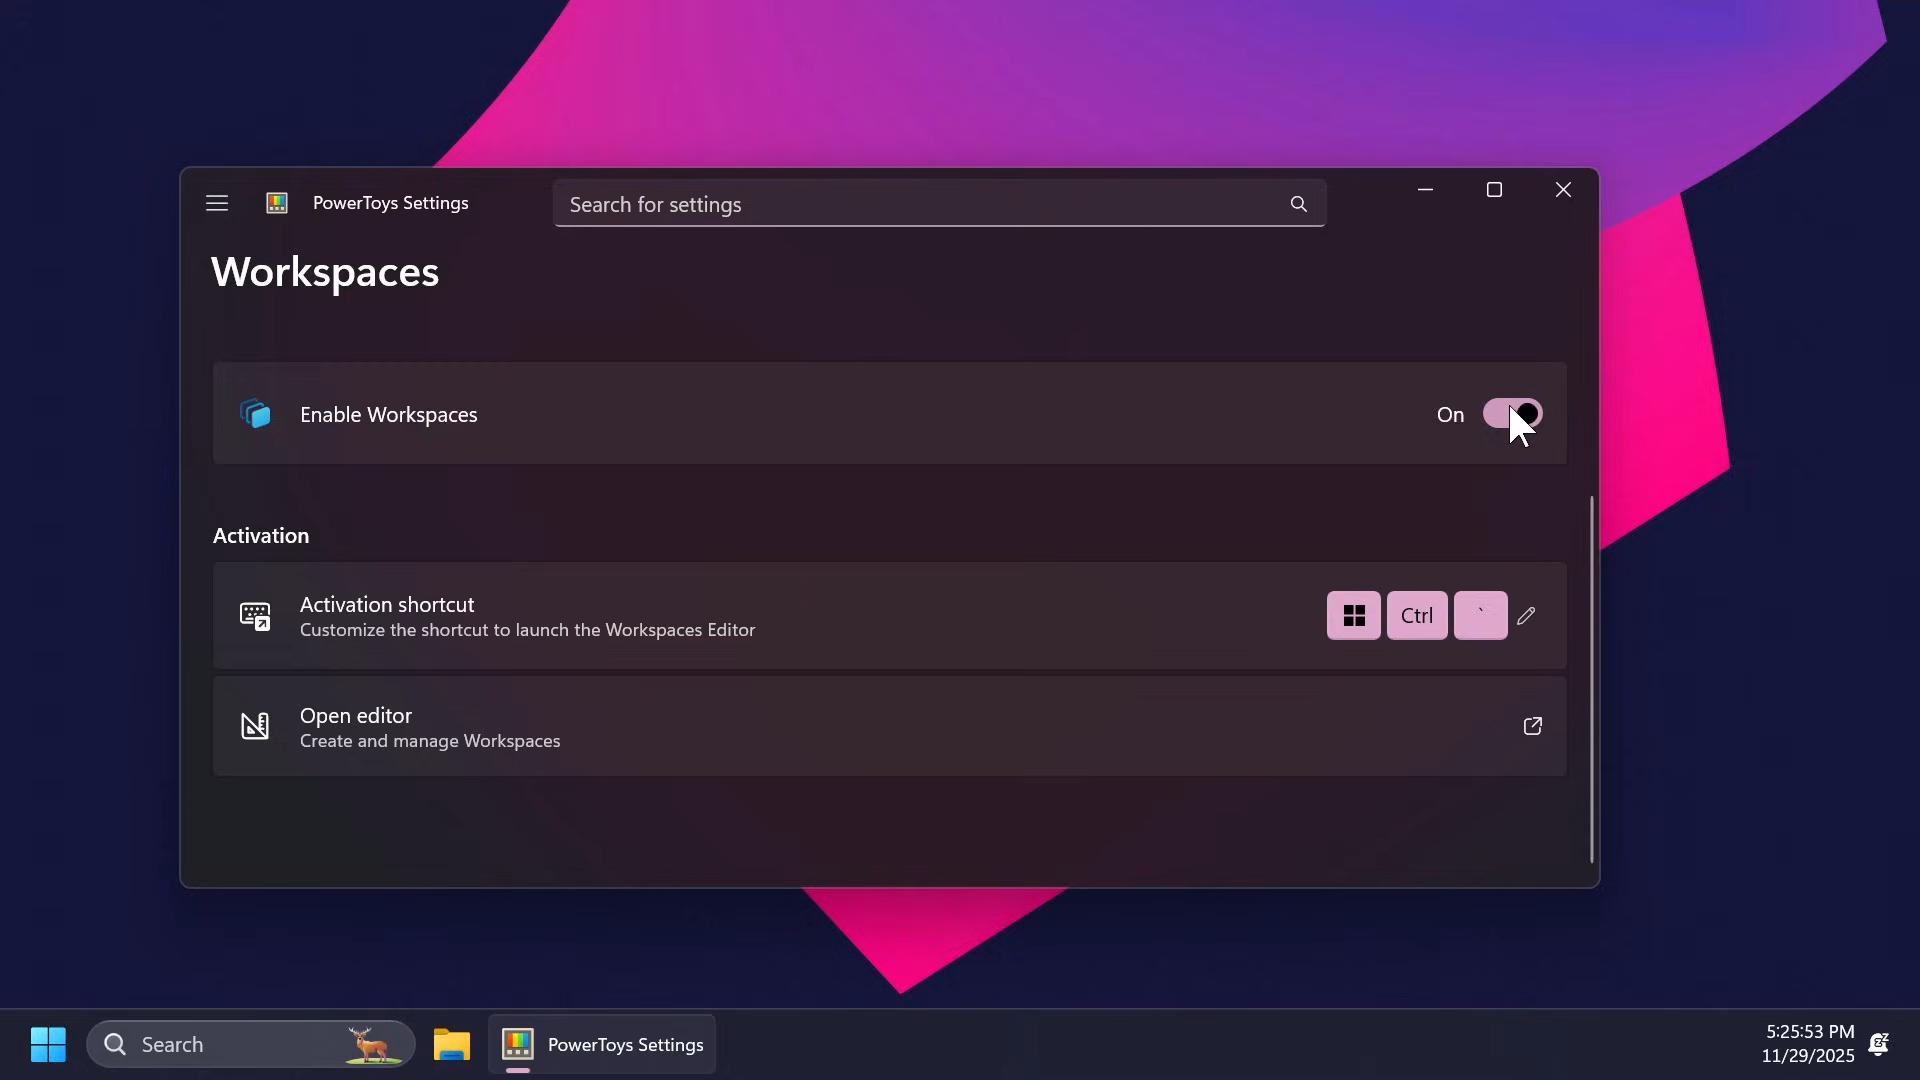 PowerToys Settings
Search for settings
Workspaces
Enable Workspaces
On
Activation
Activation shortcut
Ctrl
`
Customize the shortcut to launch the Workspaces Editor
Open editor
Create and manage Workspaces
Search
PowerToys Settings
5:25:53 PM
11/29/2025